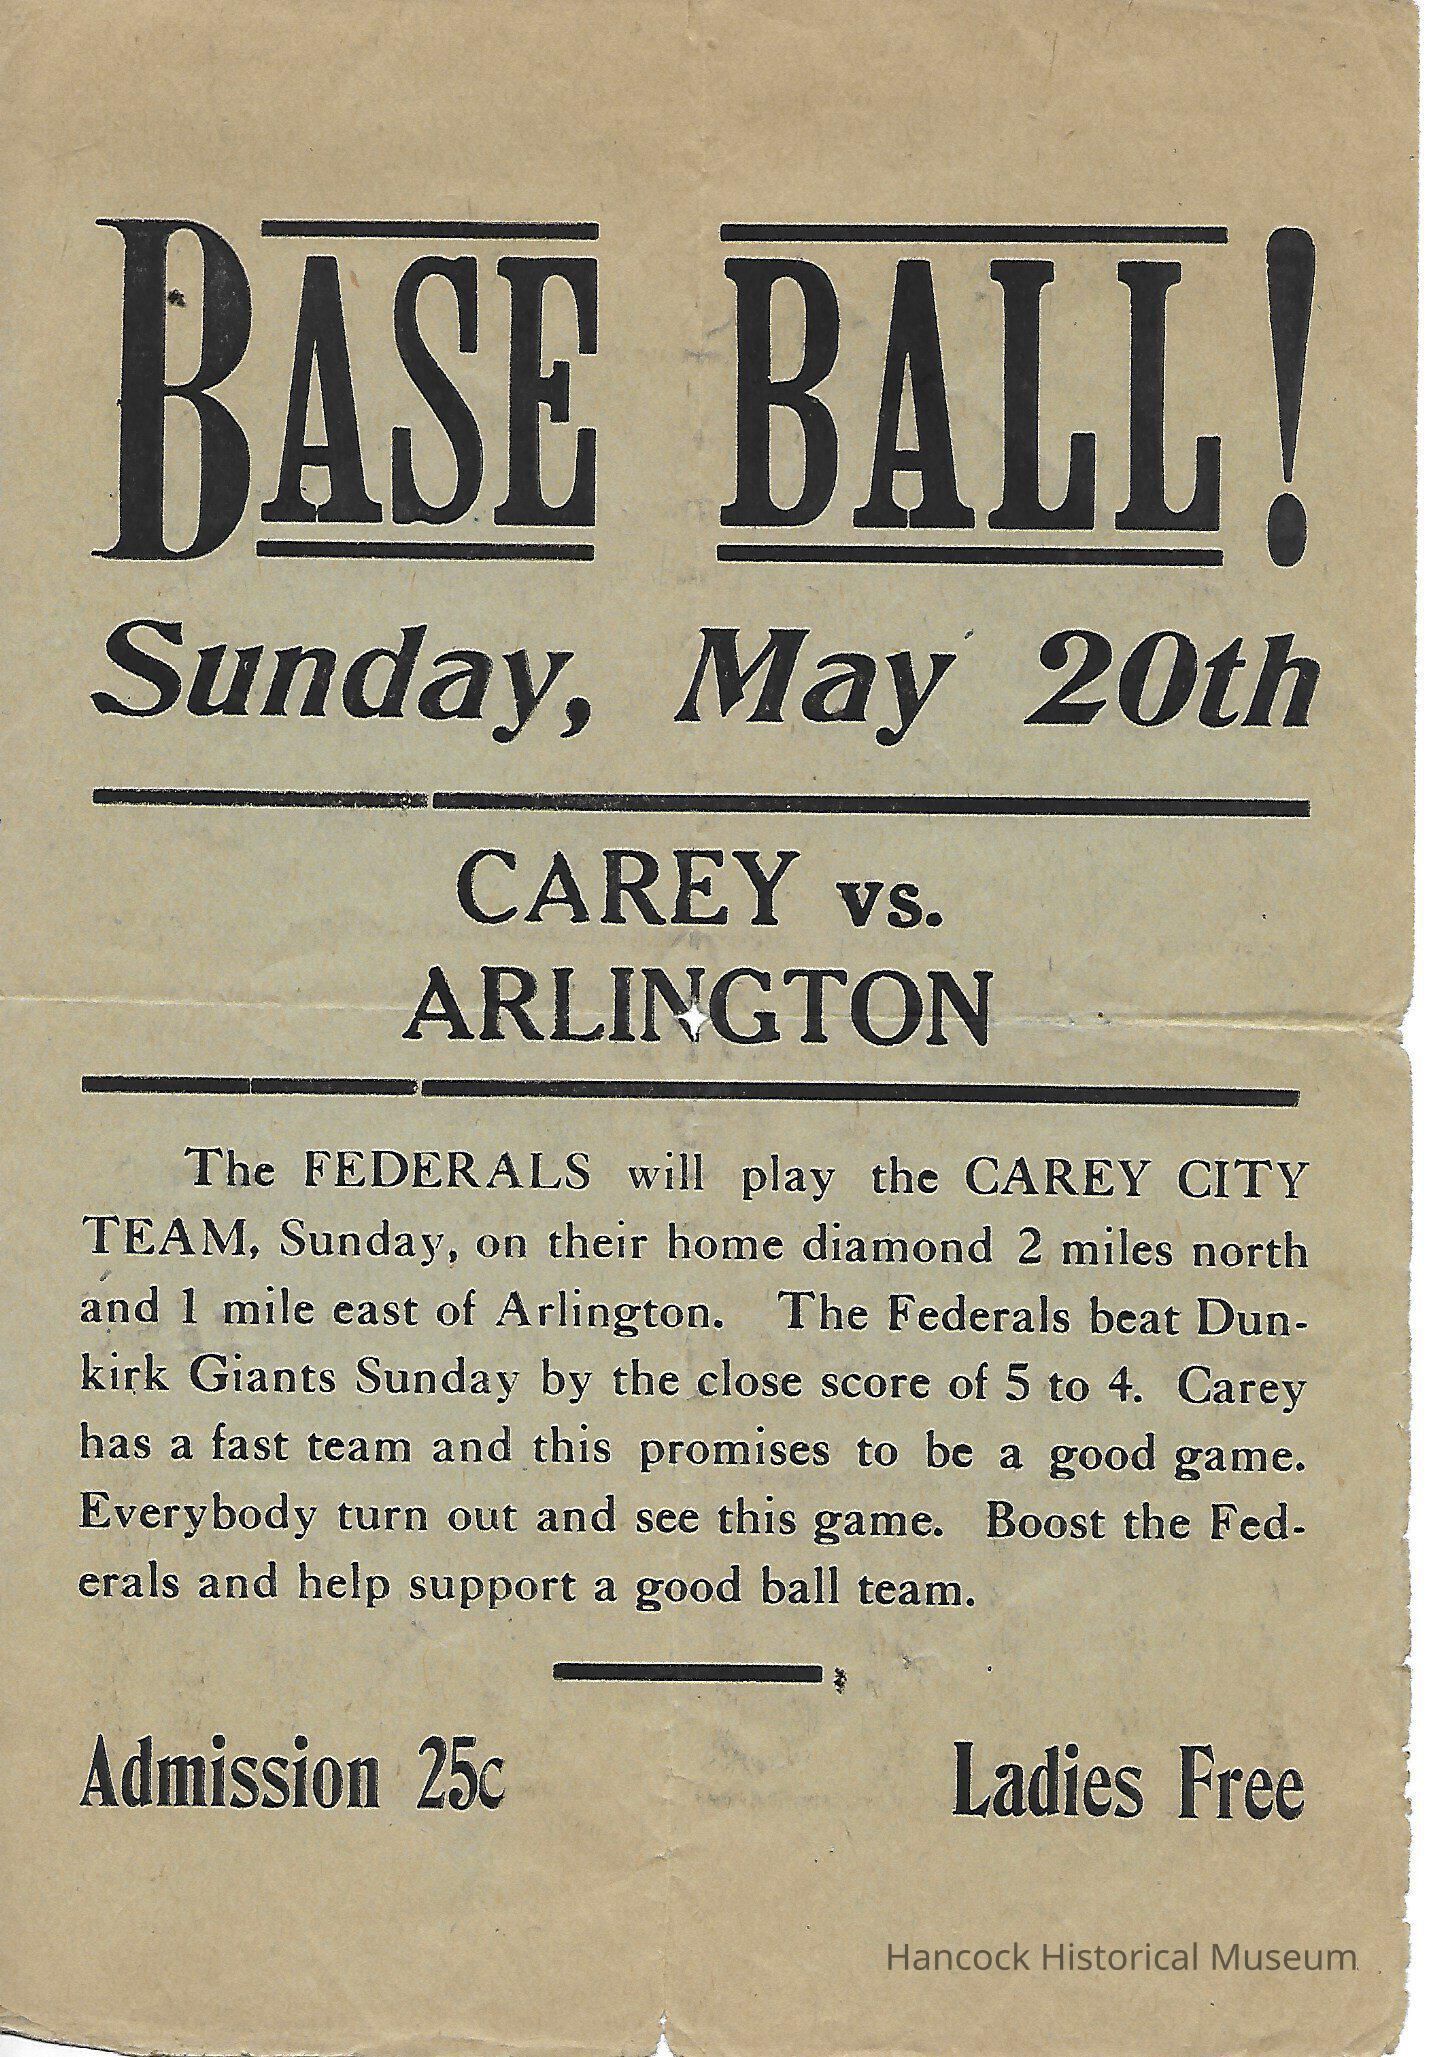 BASE BALL!
Sunday, May 20th
CAREY vs.
ARLINGTON
The FEDERALS will play the CAREY CITY
TEAM, Sunday, on their home diamond 2 miles north
and 1 mile east of Arlington. The Federals beat Dun-
kirk Giants Sunday by the close score of 5 to 4. Carey
has a fast team and this promises to be a good game.
Everybody turn out and see this game. Boost the Fed-
erals and help support a good ball team.
Admission 25c Ladies Free
Hancock Historical Museum